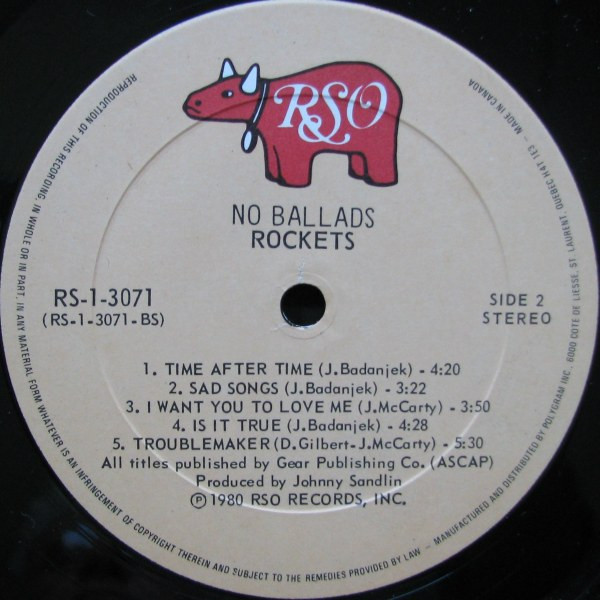 RSO
NO BALLADS
ROCKETS
RS-1-3071
(RS-1-3071-BS)
SIDE 2
STEREO
1. TIME AFTER TIME (J.Badanjek) - 4:20
2. SAD SONGS (J.Badanjek) - 3:22
3. I WANT YOU TO LOVE ME (J.McCarty) - 3:50
4. IS IT TRUE (J.Badanjek) - 4:28
5. TROUBLEMAKER (D.Gilbert-J.McCarty) - 5:30
All titles published by Gear Publishing Co. (ASCAP)
Produced by Johnny Sandlin
℗ 1980 RSO RECORDS, INC.
REPRODUCTION OF THIS RECORDING, IN WHOLE OR IN PART, IN ANY MATERIAL FORM WHATEVER IS AN INFRINGEMENT OF COPYRIGHT THEREIN AND SUBJECT TO THE REMEDIES PROVIDED BY LAW – MANUFACTURED AND DISTRIBUTED BY POLYGRAM INC. 6000 COTE DE LIESSE, ST. LAURENT, QUEBEC H4T 1E3 – MADE IN CANADA